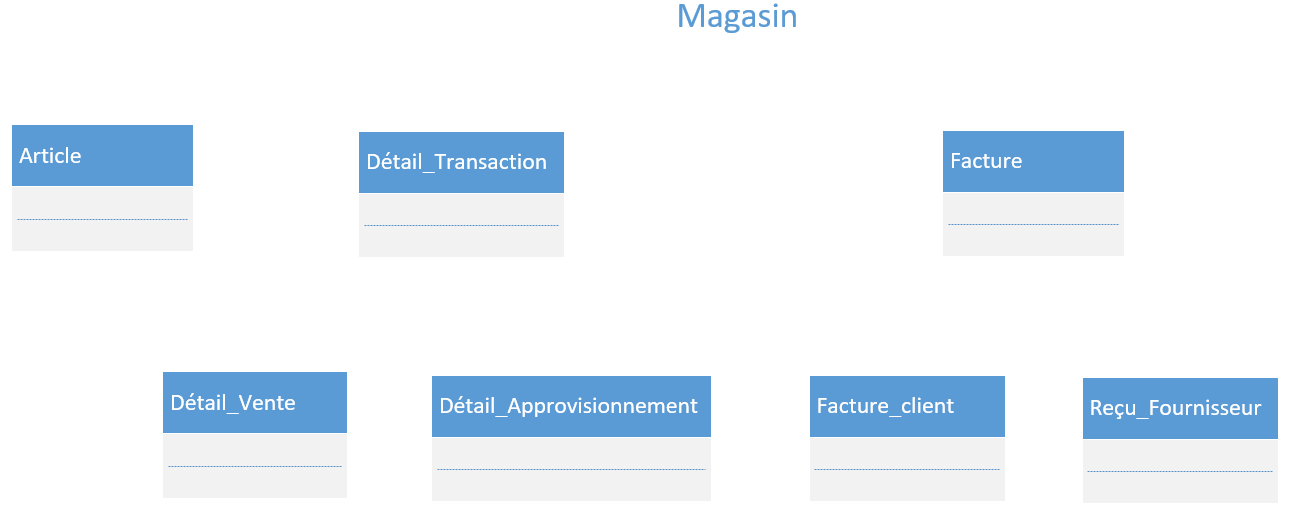 Magasin
Article
Détail_Transaction
Facture
Détail_Vente
Détail_Approvisionnement
Facture_client
Reçu_Fournisseur